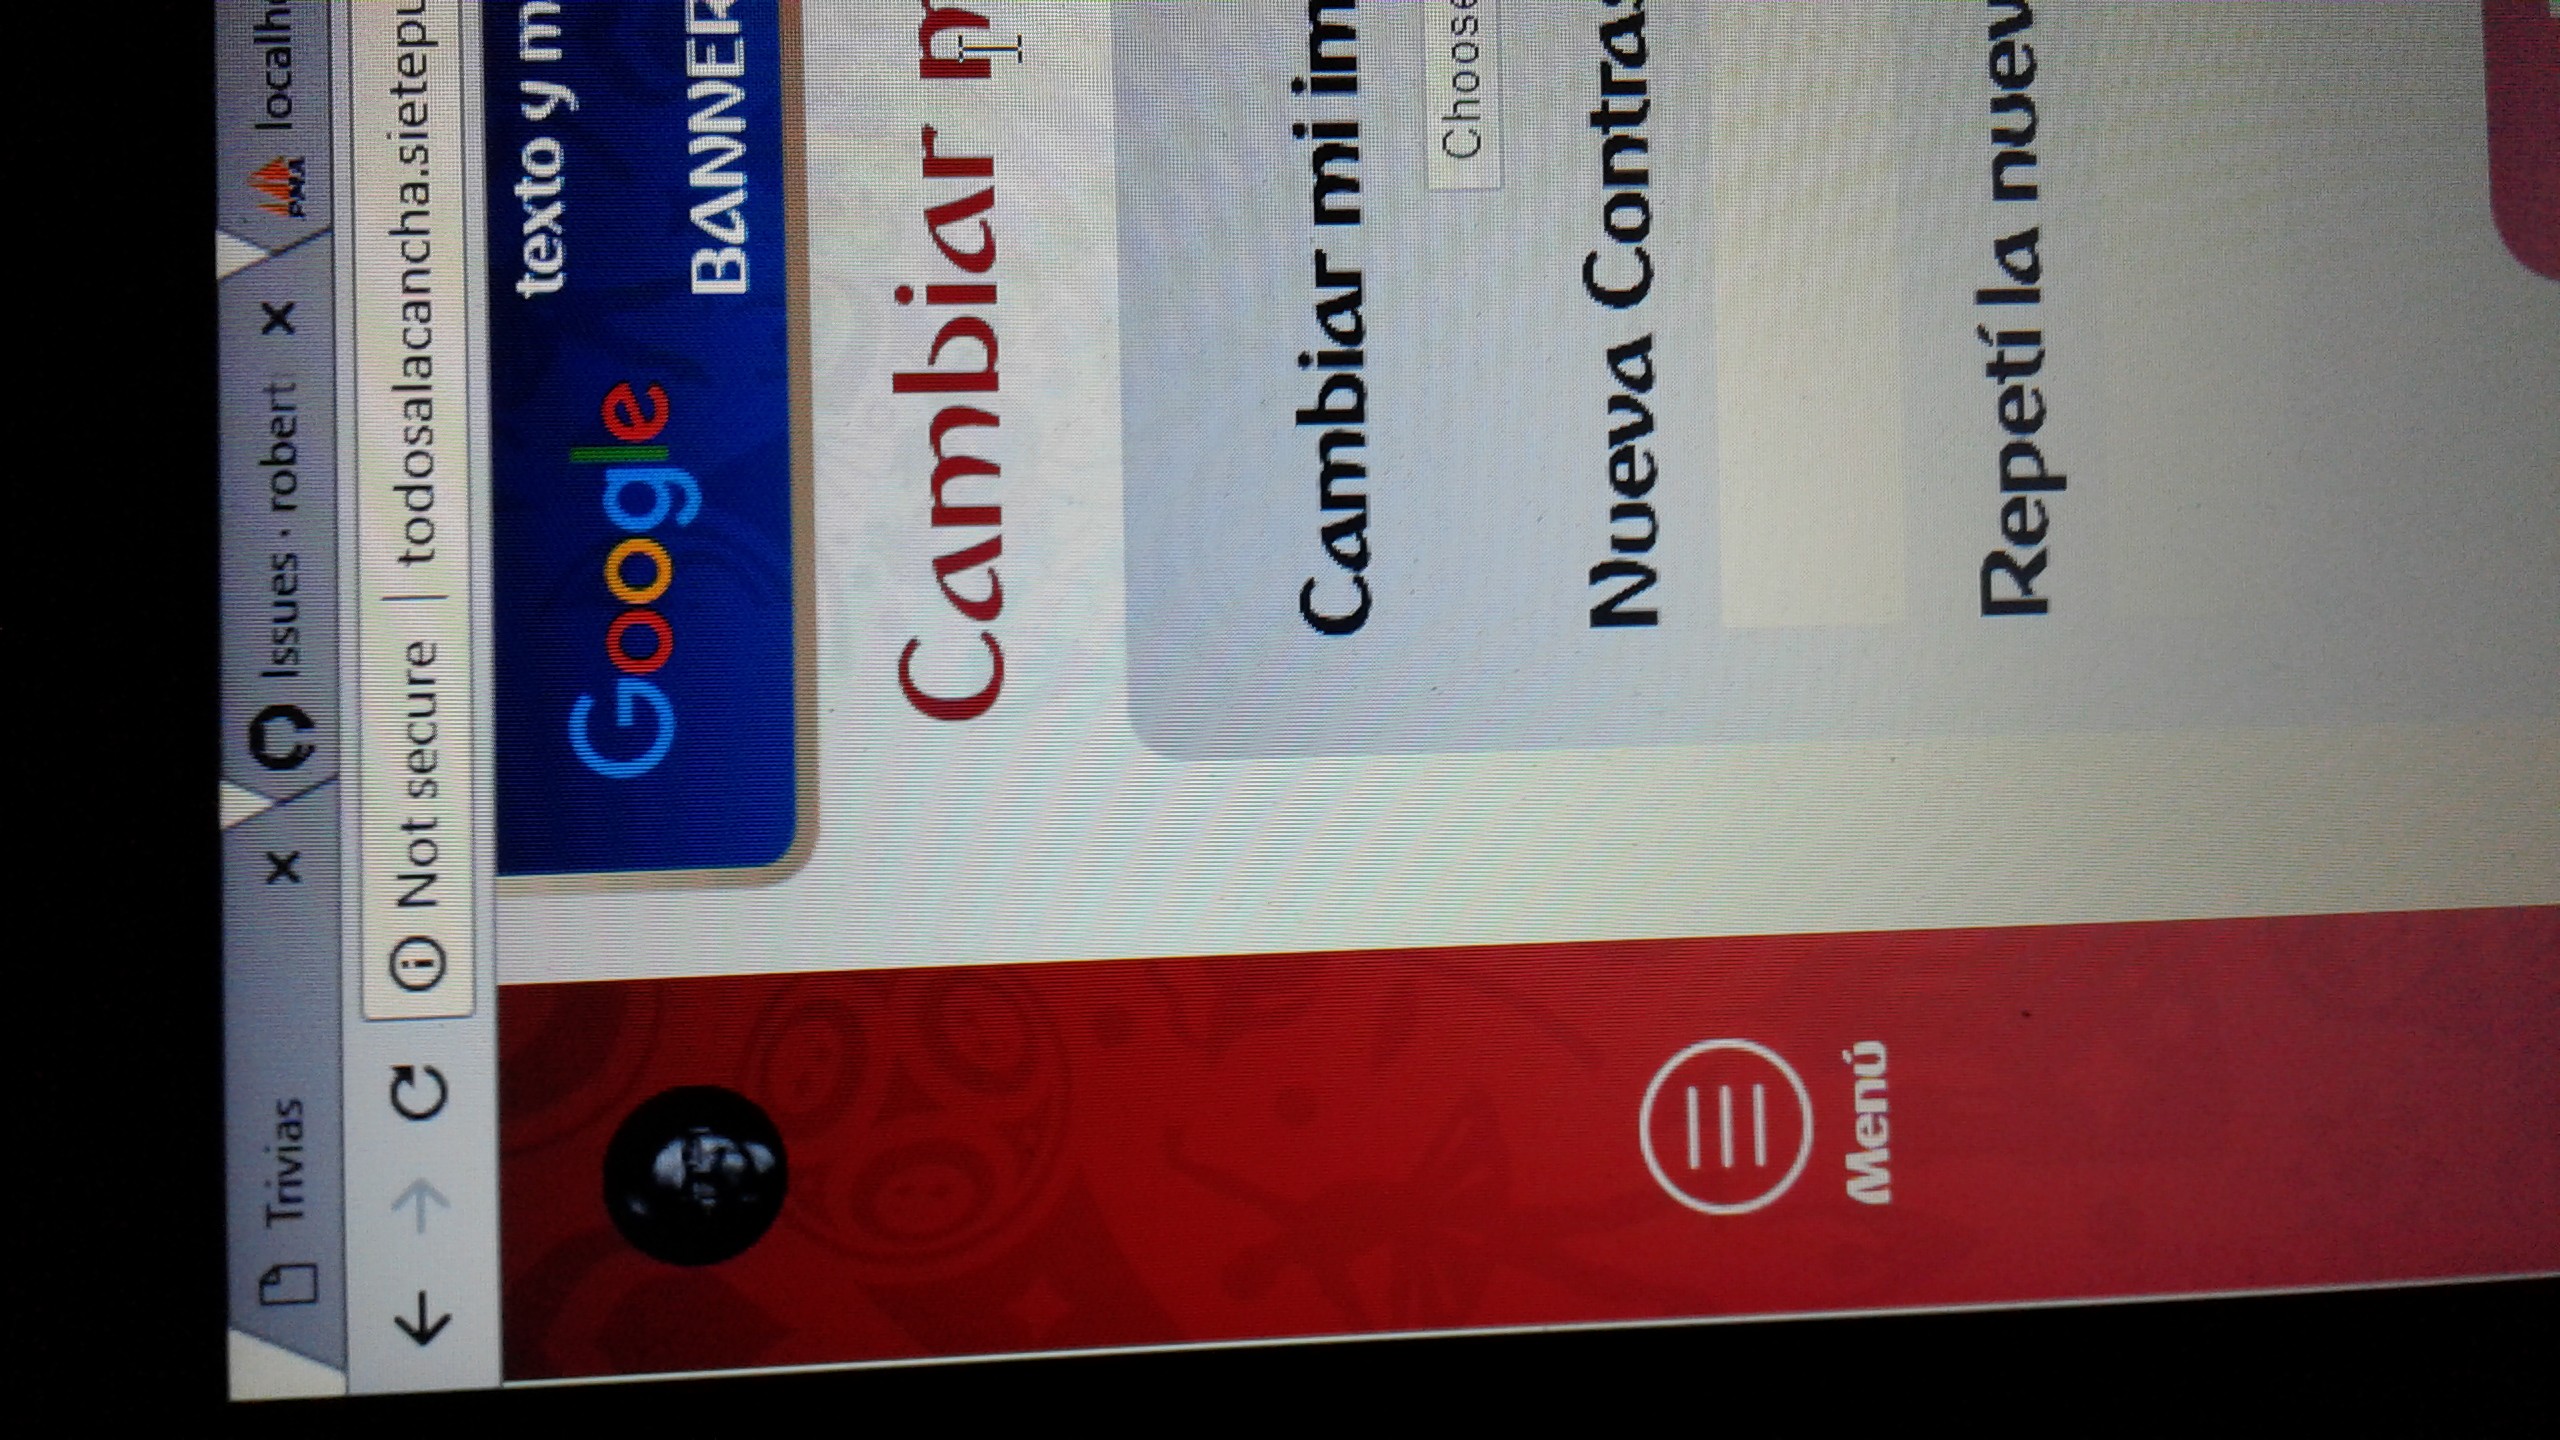 Trivias
Issues · robert
localh
Not secure | todosalacancha.sietepu
Google
texto y m
BANNER
Cambiar m
Cambiar mi im
Choose
Nueva Contras
Repetí la nuev
Menú